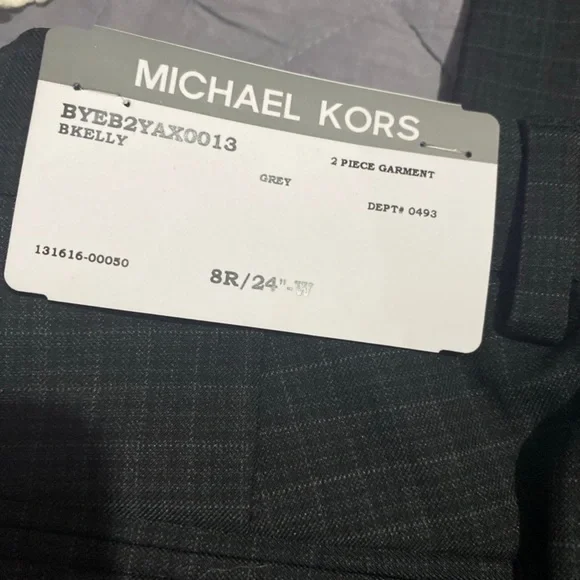 MICHAEL KORS
BYEB2YAX0013
BKELLY
2 PIECE GARMENT
GREY
DEPT# 0493
131616-00050
8R/24"-W